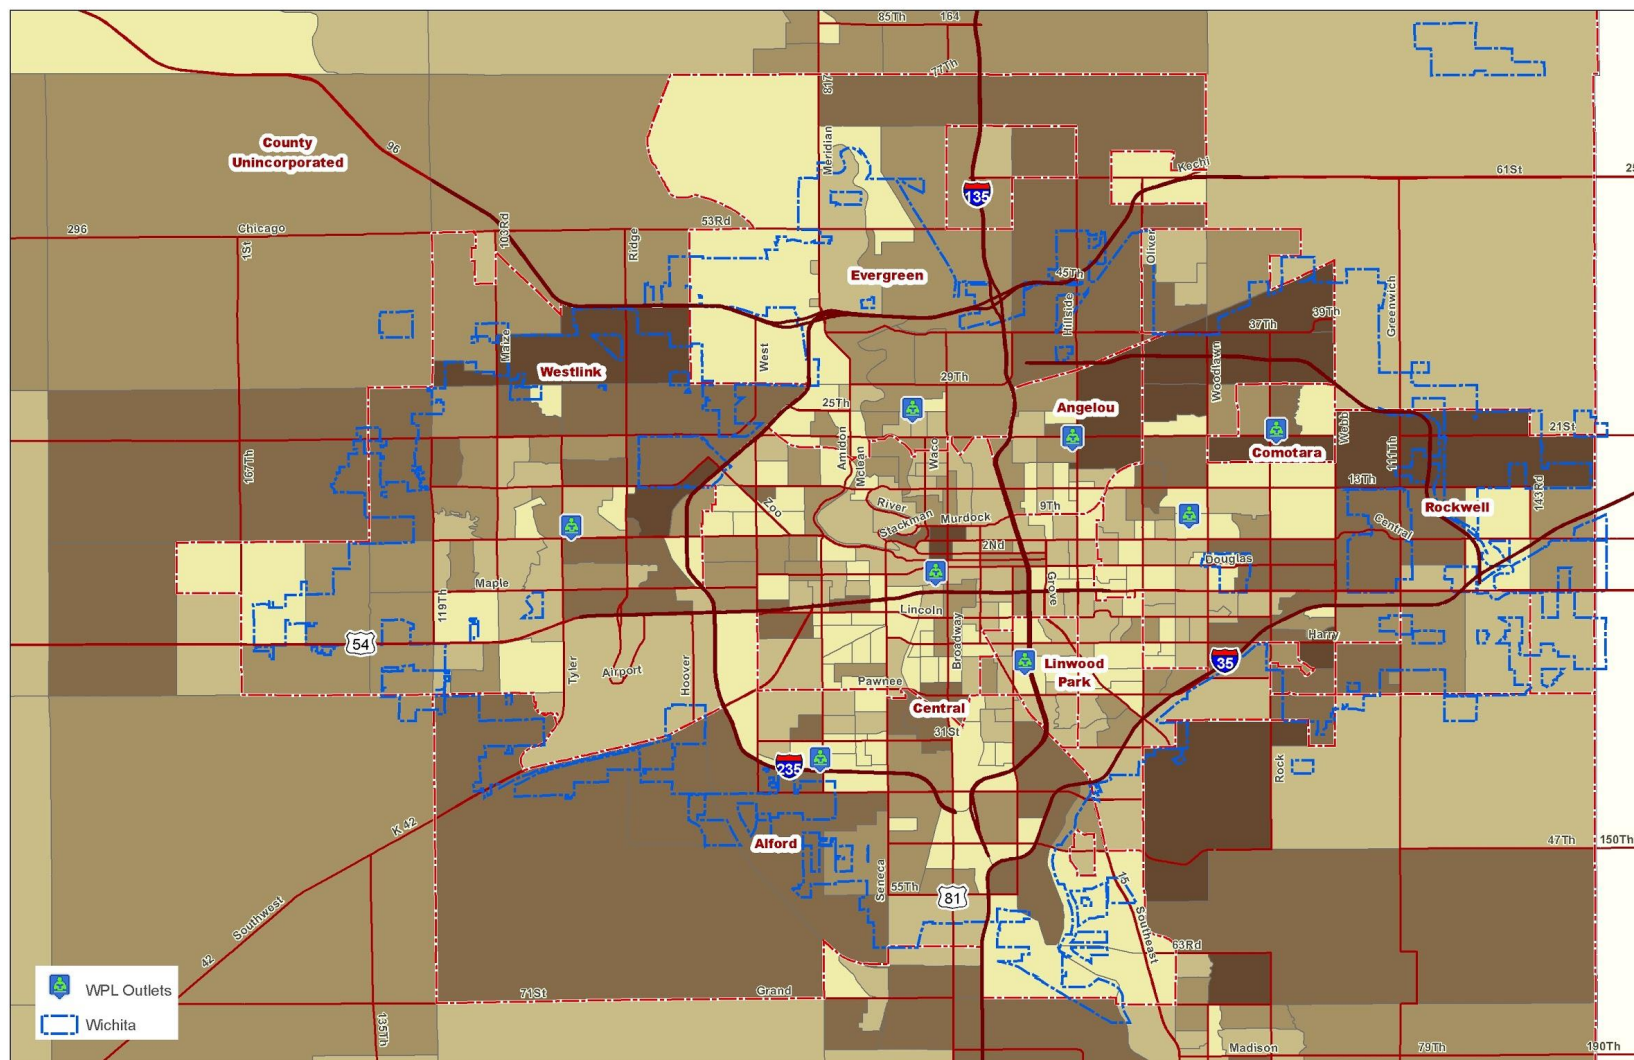 85Th
164
77Th
817
County
Unincorporated
96
Meridian
135
Kechi
61St
25
296
Chicago
1St
103Rd
Ridge
53Rd
Oliver
Evergreen
45Th
Hillside
Greenwich
39Th
37Th
Maize
West
Woodlawn
Westlink
29Th
25Th
Angelou
Webb
21St
Amidon
Mclean
Waco
Comotara
111Th
167Th
13Th
143Rd
Zoo
River
Stackman
Murdock
9Th
Rockwell
Central
2Nd
Douglas
Maple
119Th
Grove
Lincoln
Broadway
Harry
54
35
Linwood
Park
Tyler
Airport
Hoover
Pawnee
Central
31St
235
Rock
K 42
Alford
47Th
150Th
Seneca
55Th
81
15
Southeast
Southwest
42
63Rd
WPL Outlets
71St
Grand
Wichita
135Th
Madison
79Th
190Th